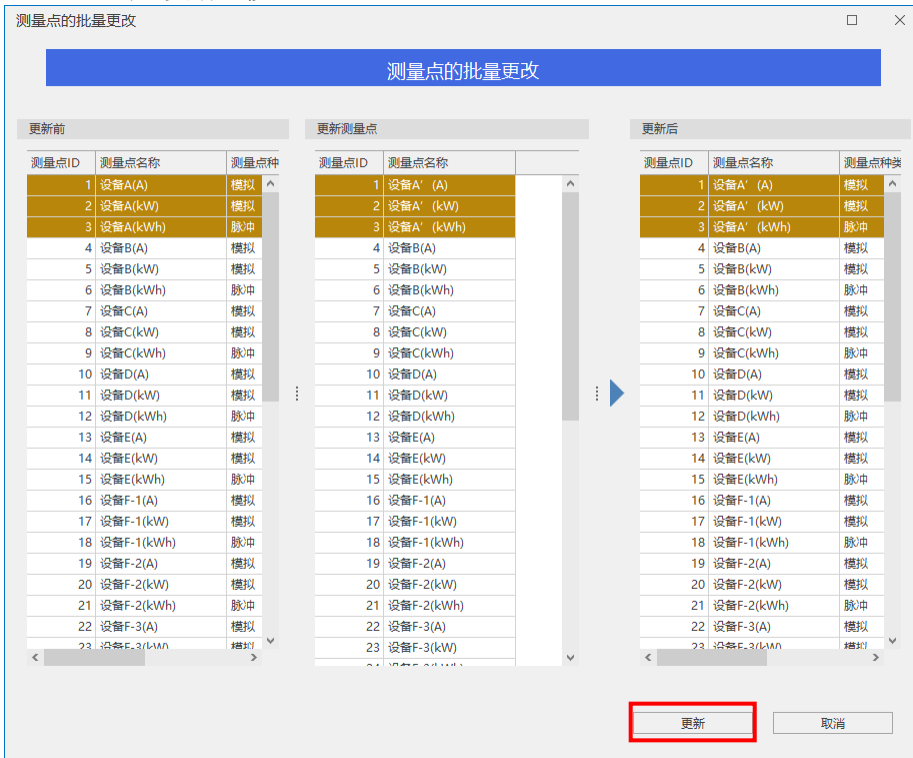 测量点的批量更改
测量点的批量更改
更新前 更新测量点 更新后
测量点ID 测量点名称 测量点种 测量点ID 测量点名称 测量点ID 测量点名称 测量点种类
1 设备A(A) 模拟 1 设备A'(A) 1 设备A'(A) 模拟
2 设备A(kW) 模拟 2 设备A'(kW) 2 设备A'(kW) 模拟
3 设备A(kWh) 脉冲 3 设备A'(kWh) 3 设备A'(kWh) 脉冲
4 设备B(A) 模拟 4 设备B(A) 4 设备B(A) 模拟
5 设备B(kW) 模拟 5 设备B(kW) 5 设备B(kW) 模拟
6 设备B(kWh) 脉冲 6 设备B(kWh) 6 设备B(kWh) 脉冲
7 设备C(A) 模拟 7 设备C(A) 7 设备C(A) 模拟
8 设备C(kW) 模拟 8 设备C(kW) 8 设备C(kW) 模拟
9 设备C(kWh) 脉冲 9 设备C(kWh) 9 设备C(kWh) 脉冲
10 设备D(A) 模拟 10 设备D(A) 10 设备D(A) 模拟
11 设备D(kW) 模拟 11 设备D(kW) 11 设备D(kW) 模拟
12 设备D(kWh) 脉冲 12 设备D(kWh) 12 设备D(kWh) 脉冲
13 设备E(A) 模拟 13 设备E(A) 13 设备E(A) 模拟
14 设备E(kW) 模拟 14 设备E(kW) 14 设备E(kW) 模拟
15 设备E(kWh) 脉冲 15 设备E(kWh) 15 设备E(kWh) 脉冲
16 设备F-1(A) 模拟 16 设备F-1(A) 16 设备F-1(A) 模拟
17 设备F-1(kW) 模拟 17 设备F-1(kW) 17 设备F-1(kW) 模拟
18 设备F-1(kWh) 脉冲 18 设备F-1(kWh) 18 设备F-1(kWh) 脉冲
19 设备F-2(A) 模拟 19 设备F-2(A) 19 设备F-2(A) 模拟
20 设备F-2(kW) 模拟 20 设备F-2(kW) 20 设备F-2(kW) 模拟
21 设备F-2(kWh) 脉冲 21 设备F-2(kWh) 21 设备F-2(kWh) 脉冲
22 设备F-3(A) 模拟 22 设备F-3(A) 22 设备F-3(A) 模拟
23 设备F-3(kW) 模拟 23 设备F-3(kW) 23 设备F-3(kW) 模拟
更新 取消